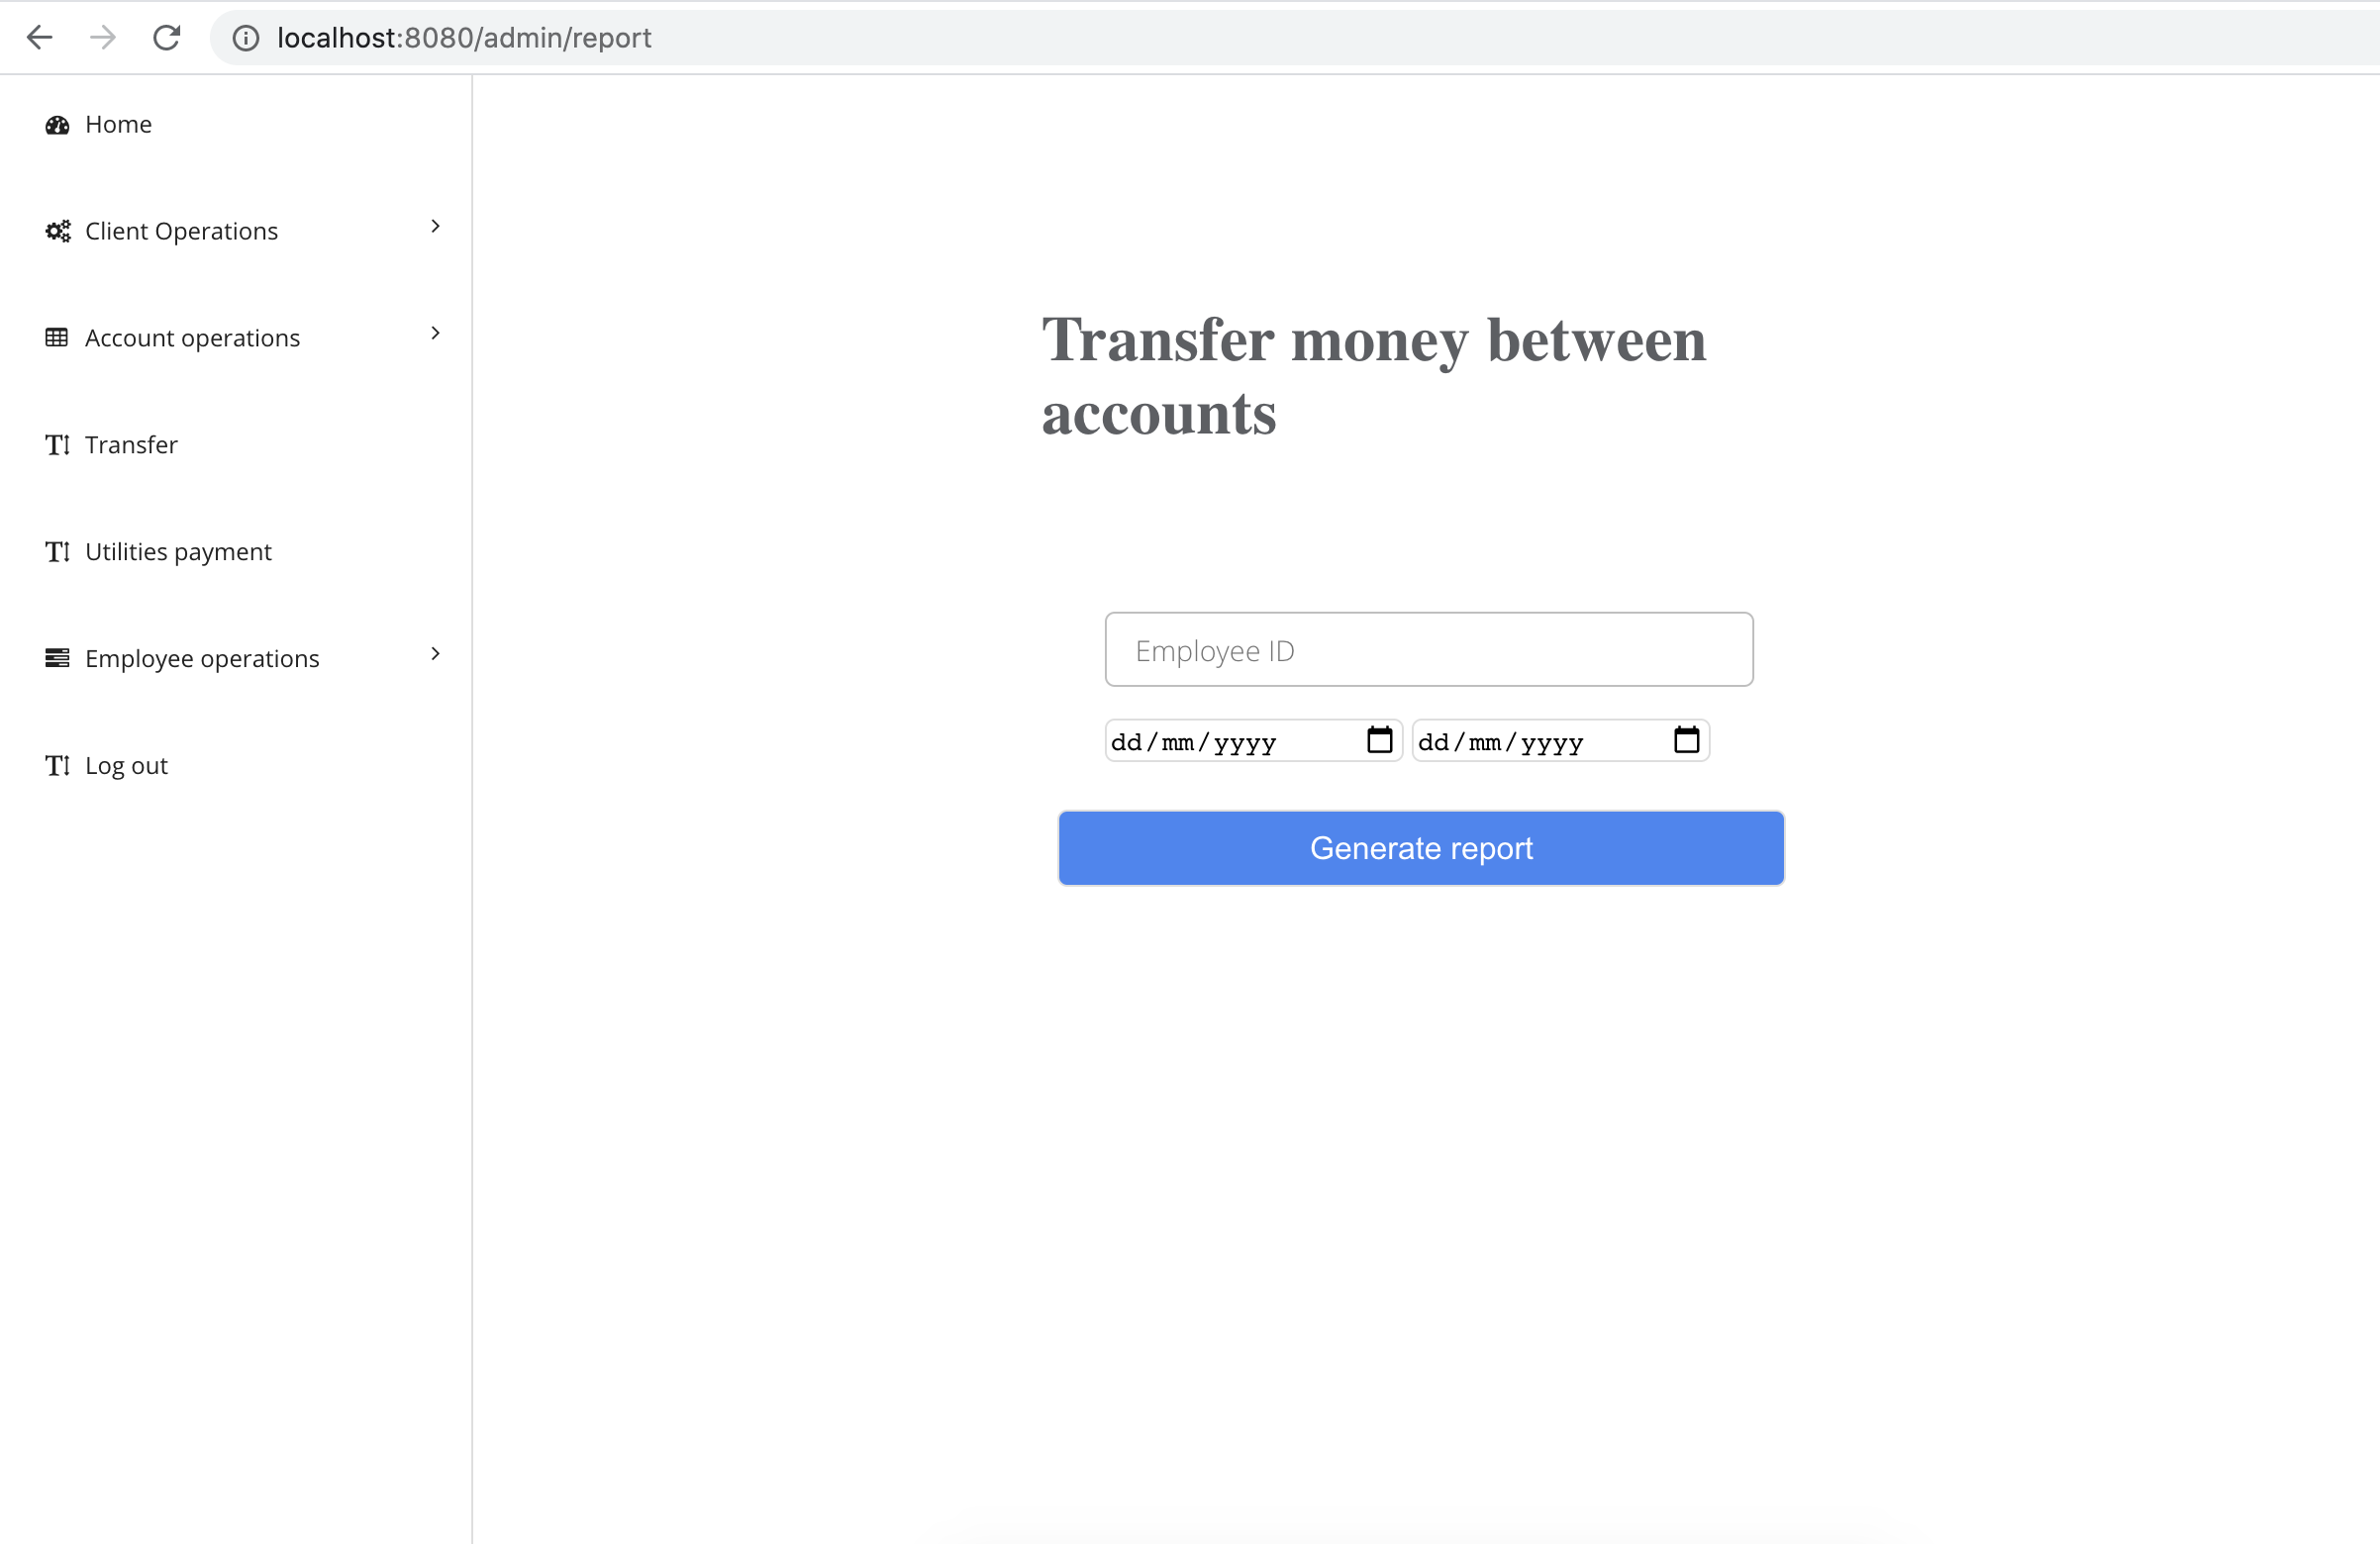 localhost:8080/admin/report
Home
Client Operations
Account operations
Transfer
Utilities payment
Employee operations
Log out
Transfer money between
accounts
Employee ID
dd/mm/yyyy dd/mm/yyyy
Generate report